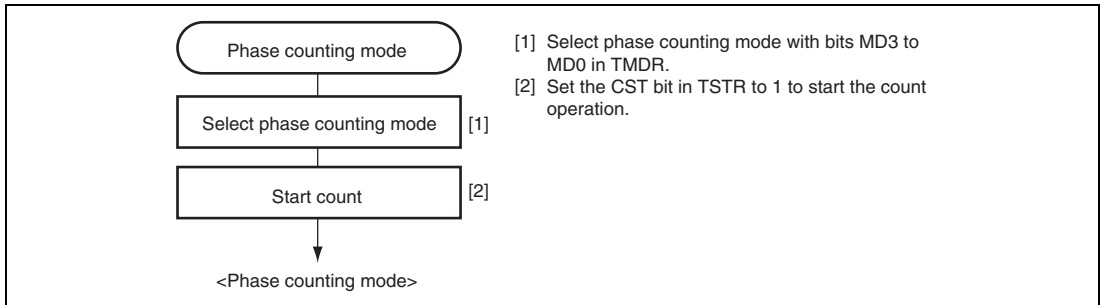 Phase counting mode
Select phase counting mode [1]
Start count [2]
<Phase counting mode>
[1] Select phase counting mode with bits MD3 to
MD0 in TMDR.
[2] Set the CST bit in TSTR to 1 to start the count
operation.